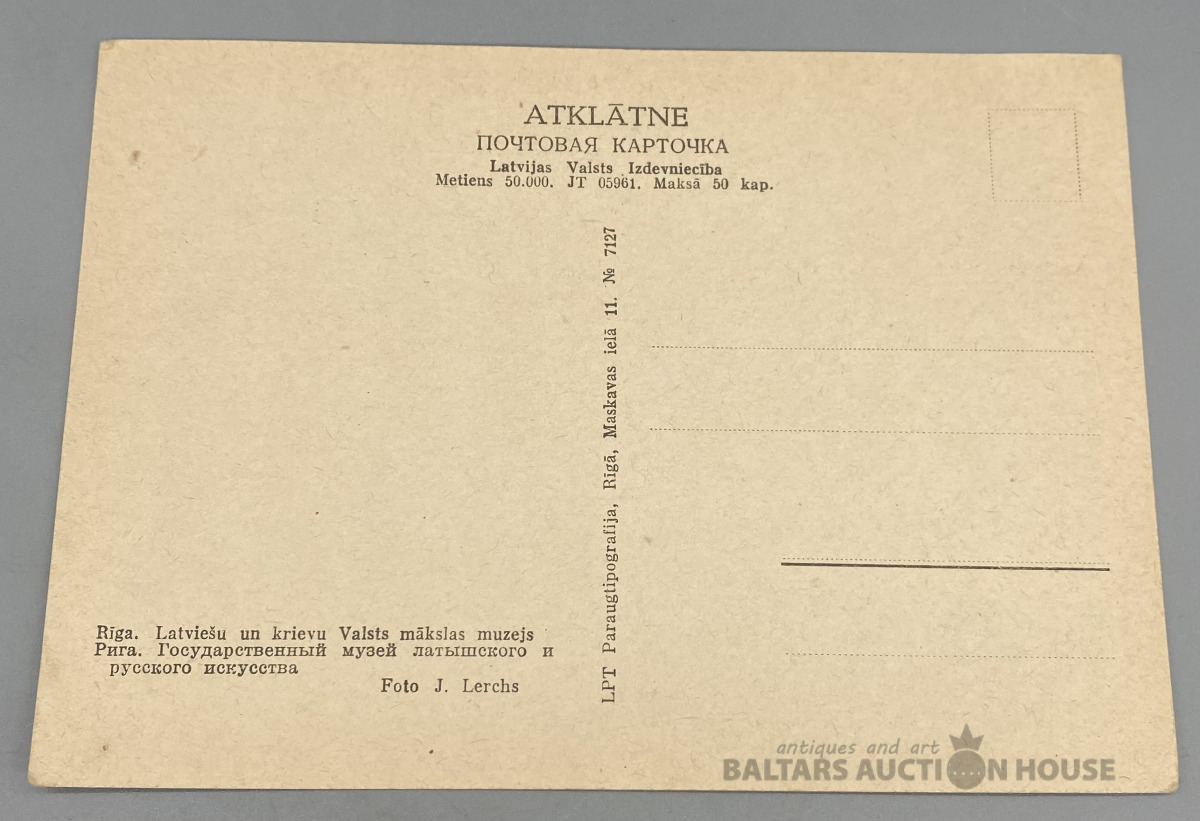 ATKLĀTNE
ПОЧТОВАЯ КАРТОЧКА
Latvijas Valsts Izdevniecība
Metiens 50.000. JT 05961. Maksā 50 kap.
LPT Paraugtipografija, Rīgā, Maskavas ielā 11. № 7127
Rīga. Latviešu un krievu Valsts mākslas muzejs
Рига. Государственный музей латышского и
русского искусства
Foto J. Lerchs
antiques and art
BALTARS AUCTION HOUSE